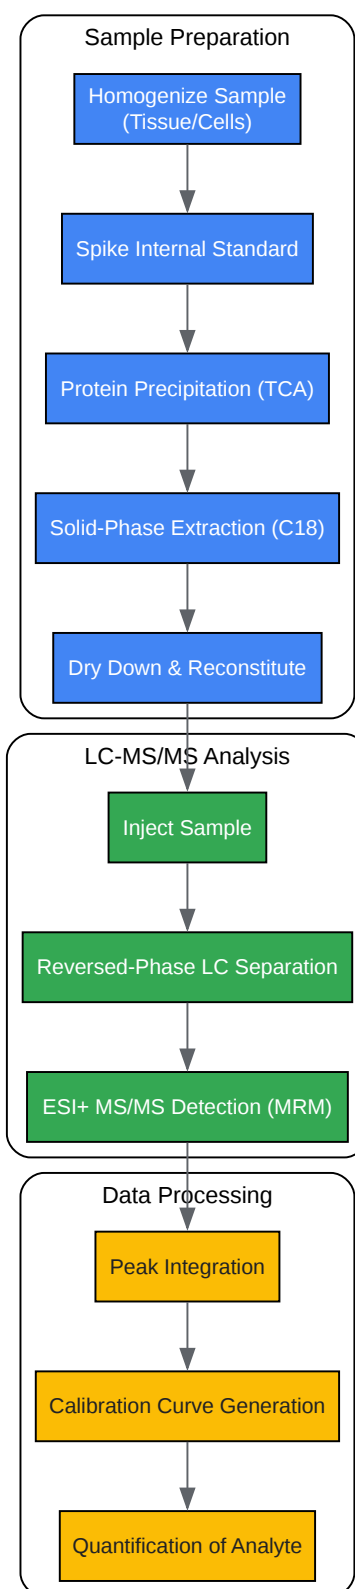 Sample Preparation
Homogenize Sample
(Tissue/Cells)
Spike Internal Standard
Protein Precipitation (TCA)
Solid-Phase Extraction (C18)
Dry Down & Reconstitute
LC-MS/MS Analysis
Inject Sample
Reversed-Phase LC Separation
ESI+ MS/MS Detection (MRM)
Data Processing
Peak Integration
Calibration Curve Generation
Quantification of Analyte